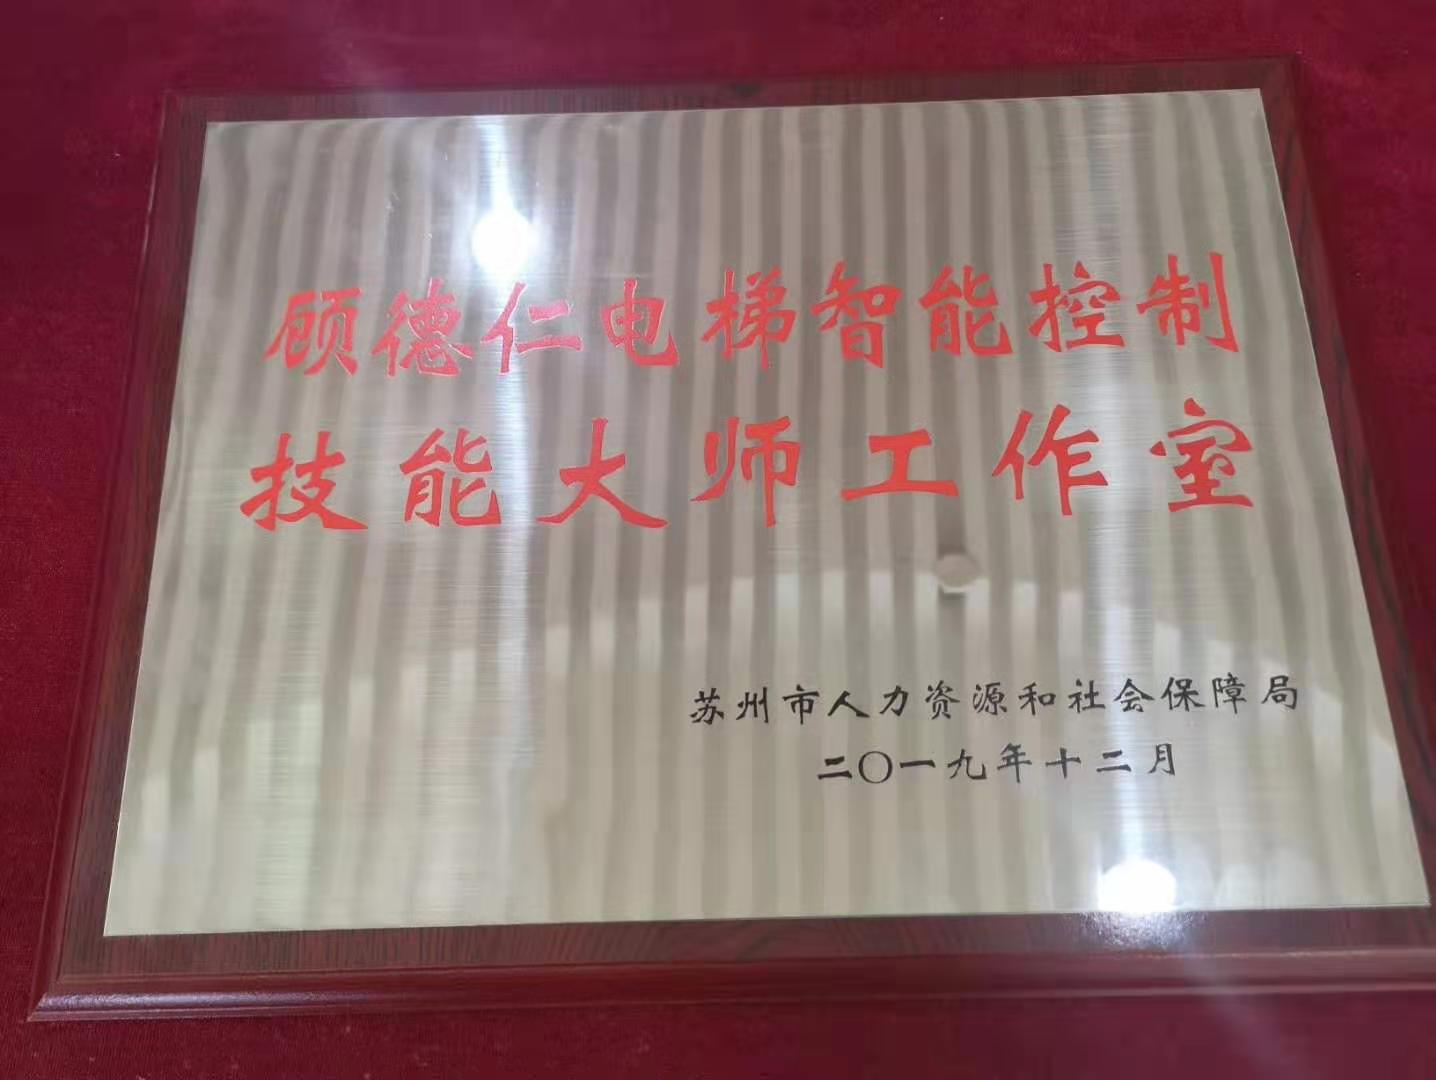 顾德仁电梯智能控制
技能大师工作室
苏州市人力资源和社会保障局
二〇一九年十二月